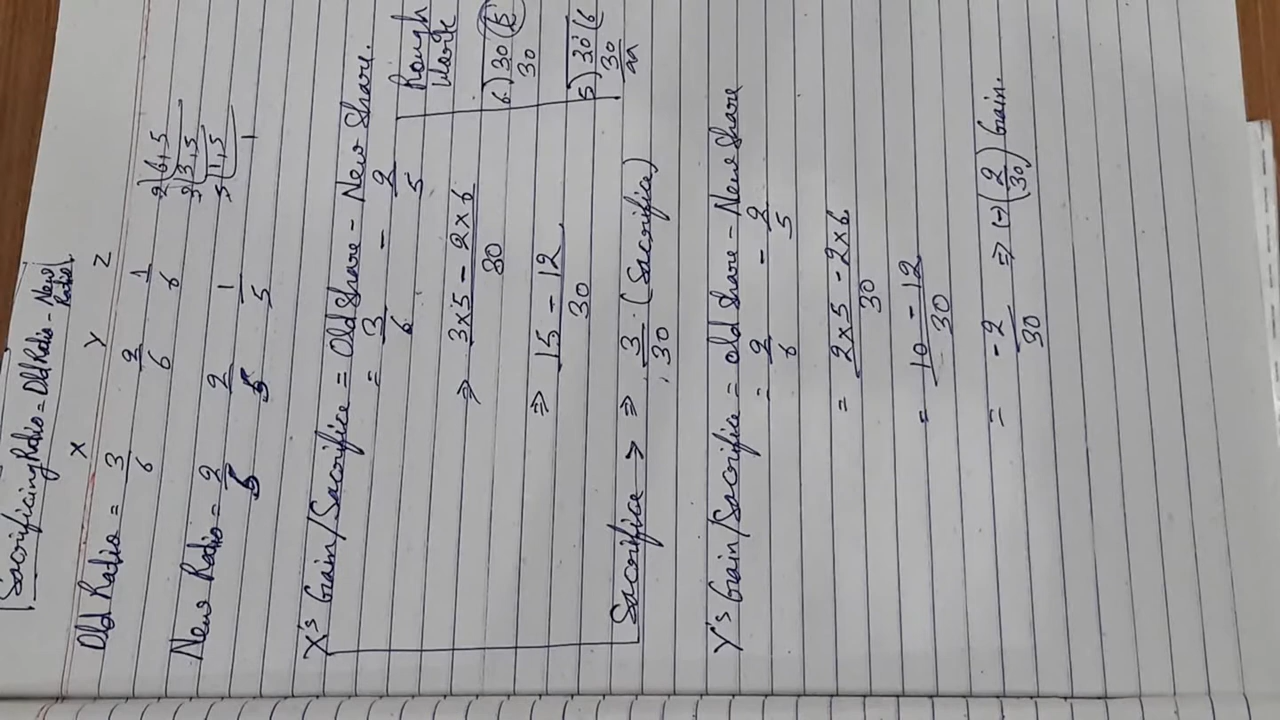 Sacrificing Ratio = Old Ratio - New Ratio
X Y Z
Old Ratio = 3/6 2/6 1/6
2 | 6, 5
3 | 3, 5
5 | 1, 5
1
New Ratio = 2/5 2/5 1/5
X's Gain/Sacrifice = Old Share - New Share.
= 3/6 - 2/5
⇒ 3×5 - 2×6 / 30
⇒ 15 - 12 / 30
Sacrifice > ⇒ 3/30 (Sacrifice)
Rough
Work
6 ) 30 ( 5
30
5 ) 30 ( 6
30
Y's Gain/Sacrifice = Old Share - New Share
= 2/6 - 2/5
= 2×5 - 2×6 / 30
= 10 - 12 / 30
= -2/30 ⇒ (-) (2/30) Gain.